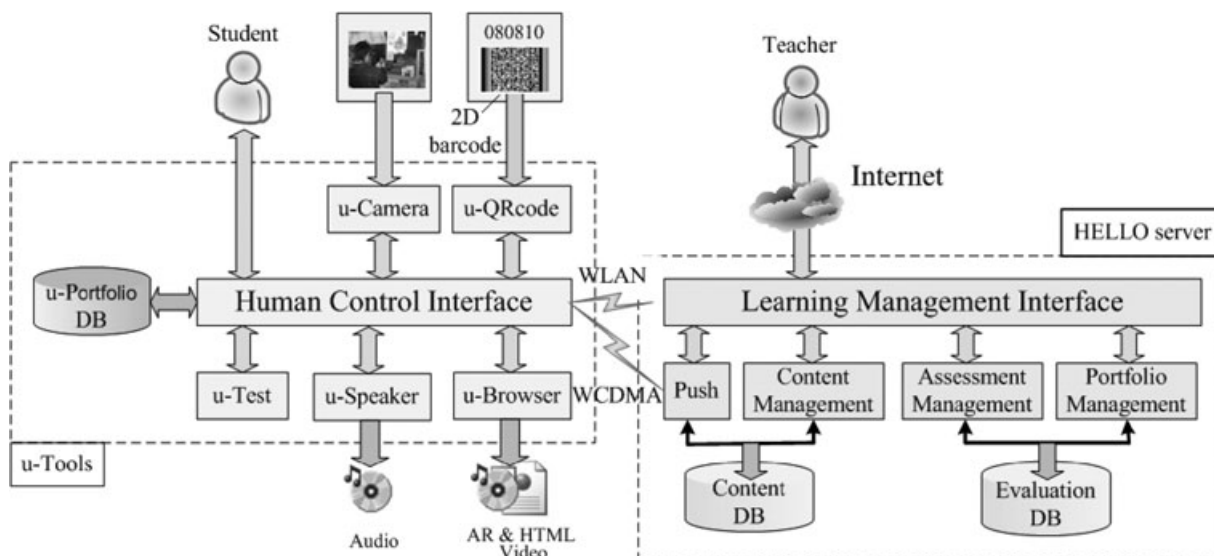 Student
080810
2D
barcode
Teacher
Internet
u-Camera
u-QRcode
HELLO server
WLAN
u-Portfolio
DB
Human Control Interface
Learning Management Interface
u-Test
u-Speaker
u-Browser
WCDMA
Push
Content
Management
Assessment
Management
Portfolio
Management
u-Tools
Content
DB
Evaluation
DB
Audio
AR & HTML
Video